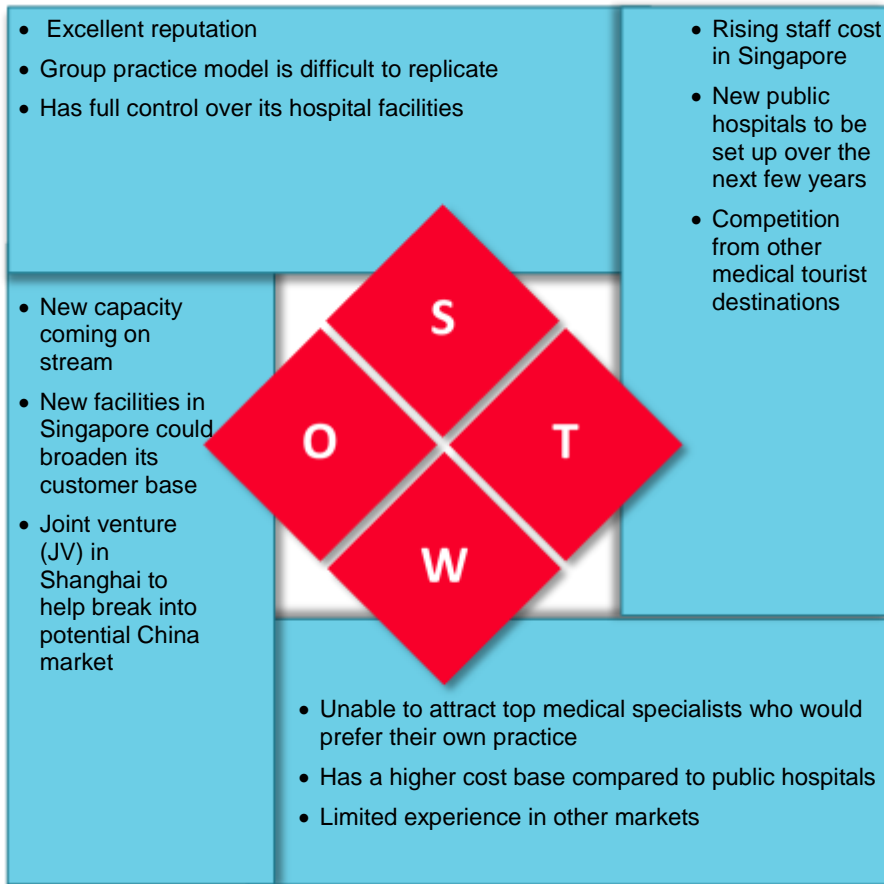 • Excellent reputation
• Group practice model is difficult to replicate
• Has full control over its hospital facilities
• Rising staff cost
in Singapore
• New public
hospitals to be
set up over the
next few years
• Competition
from other
medical tourist
destinations
• New capacity
coming on
stream
• New facilities in
Singapore could
broaden its
customer base
• Joint venture
(JV) in
Shanghai to
help break into
potential China
market
S
O
T
W
• Unable to attract top medical specialists who would
prefer their own practice
• Has a higher cost base compared to public hospitals
• Limited experience in other markets